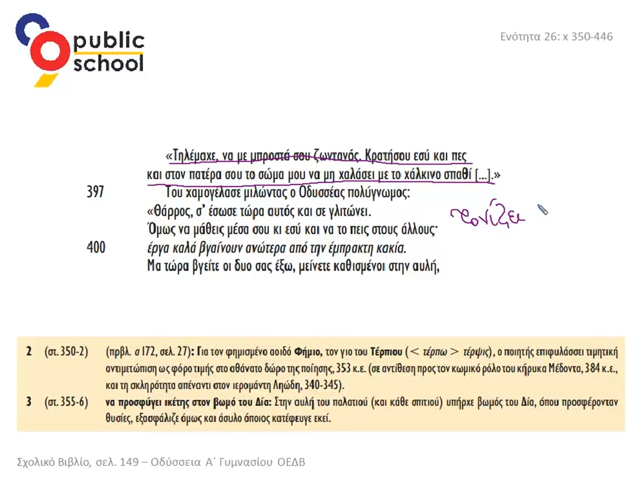 public
school
Ενότητα 26: χ 350-446
«Τηλέμαχε, να με μπροστά σου ζωντανός. Κρατήσου εσύ και πες
και στον πατέρα σου το σώμα μου να μη χαλάσει με το χάλκινο σπαθί [...].»
397 Του χαμογέλασε μιλώντας ο Οδυσσέας πολύγνωμος:
«Θάρρος, σ' έσωσε τώρα αυτός και σε γλιτώνει.
Όμως να μάθεις μέσα σου κι εσύ και να το πεις στους άλλους·
τονίζει
400 έργα καλά βγαίνουν ανώτερα από την έμπρακτη κακία.
Μα τώρα βγείτε οι δυο σας έξω, μείνετε καθισμένοι στην αυλή,
2 (στ. 350-2) (πρβλ. α 172, σελ. 27): Για τον φημισμένο αοιδό Φήμιο, τον γιο του Τέρπιου (< τέρπω > τέρψις), ο ποιητής επιφυλάσσει τιμητική
αντιμετώπιση ως φόρο τιμής στο αθάνατο δώρο της ποίησης, 353 κ.ε. (σε αντίθεση προς τον κωμικό ρόλο του κήρυκα Μέδοντα, 384 κ.ε.,
και τη σκληρότητα απέναντι στον ιερομάντη Ληώδη, 340-345).
3 (στ. 355-6) να προσφύγει ικέτης στον βωμό του Δία: Στην αυλή του παλατιού (και κάθε σπιτιού) υπήρχε βωμός του Δία, όπου προσφέρονταν
θυσίες, εξασφάλιζε όμως και άσυλο όποιος κατέφευγε εκεί.
Σχολικό Βιβλίο, σελ. 149 – Οδύσσεια Α΄ Γυμνασίου ΟΕΔΒ